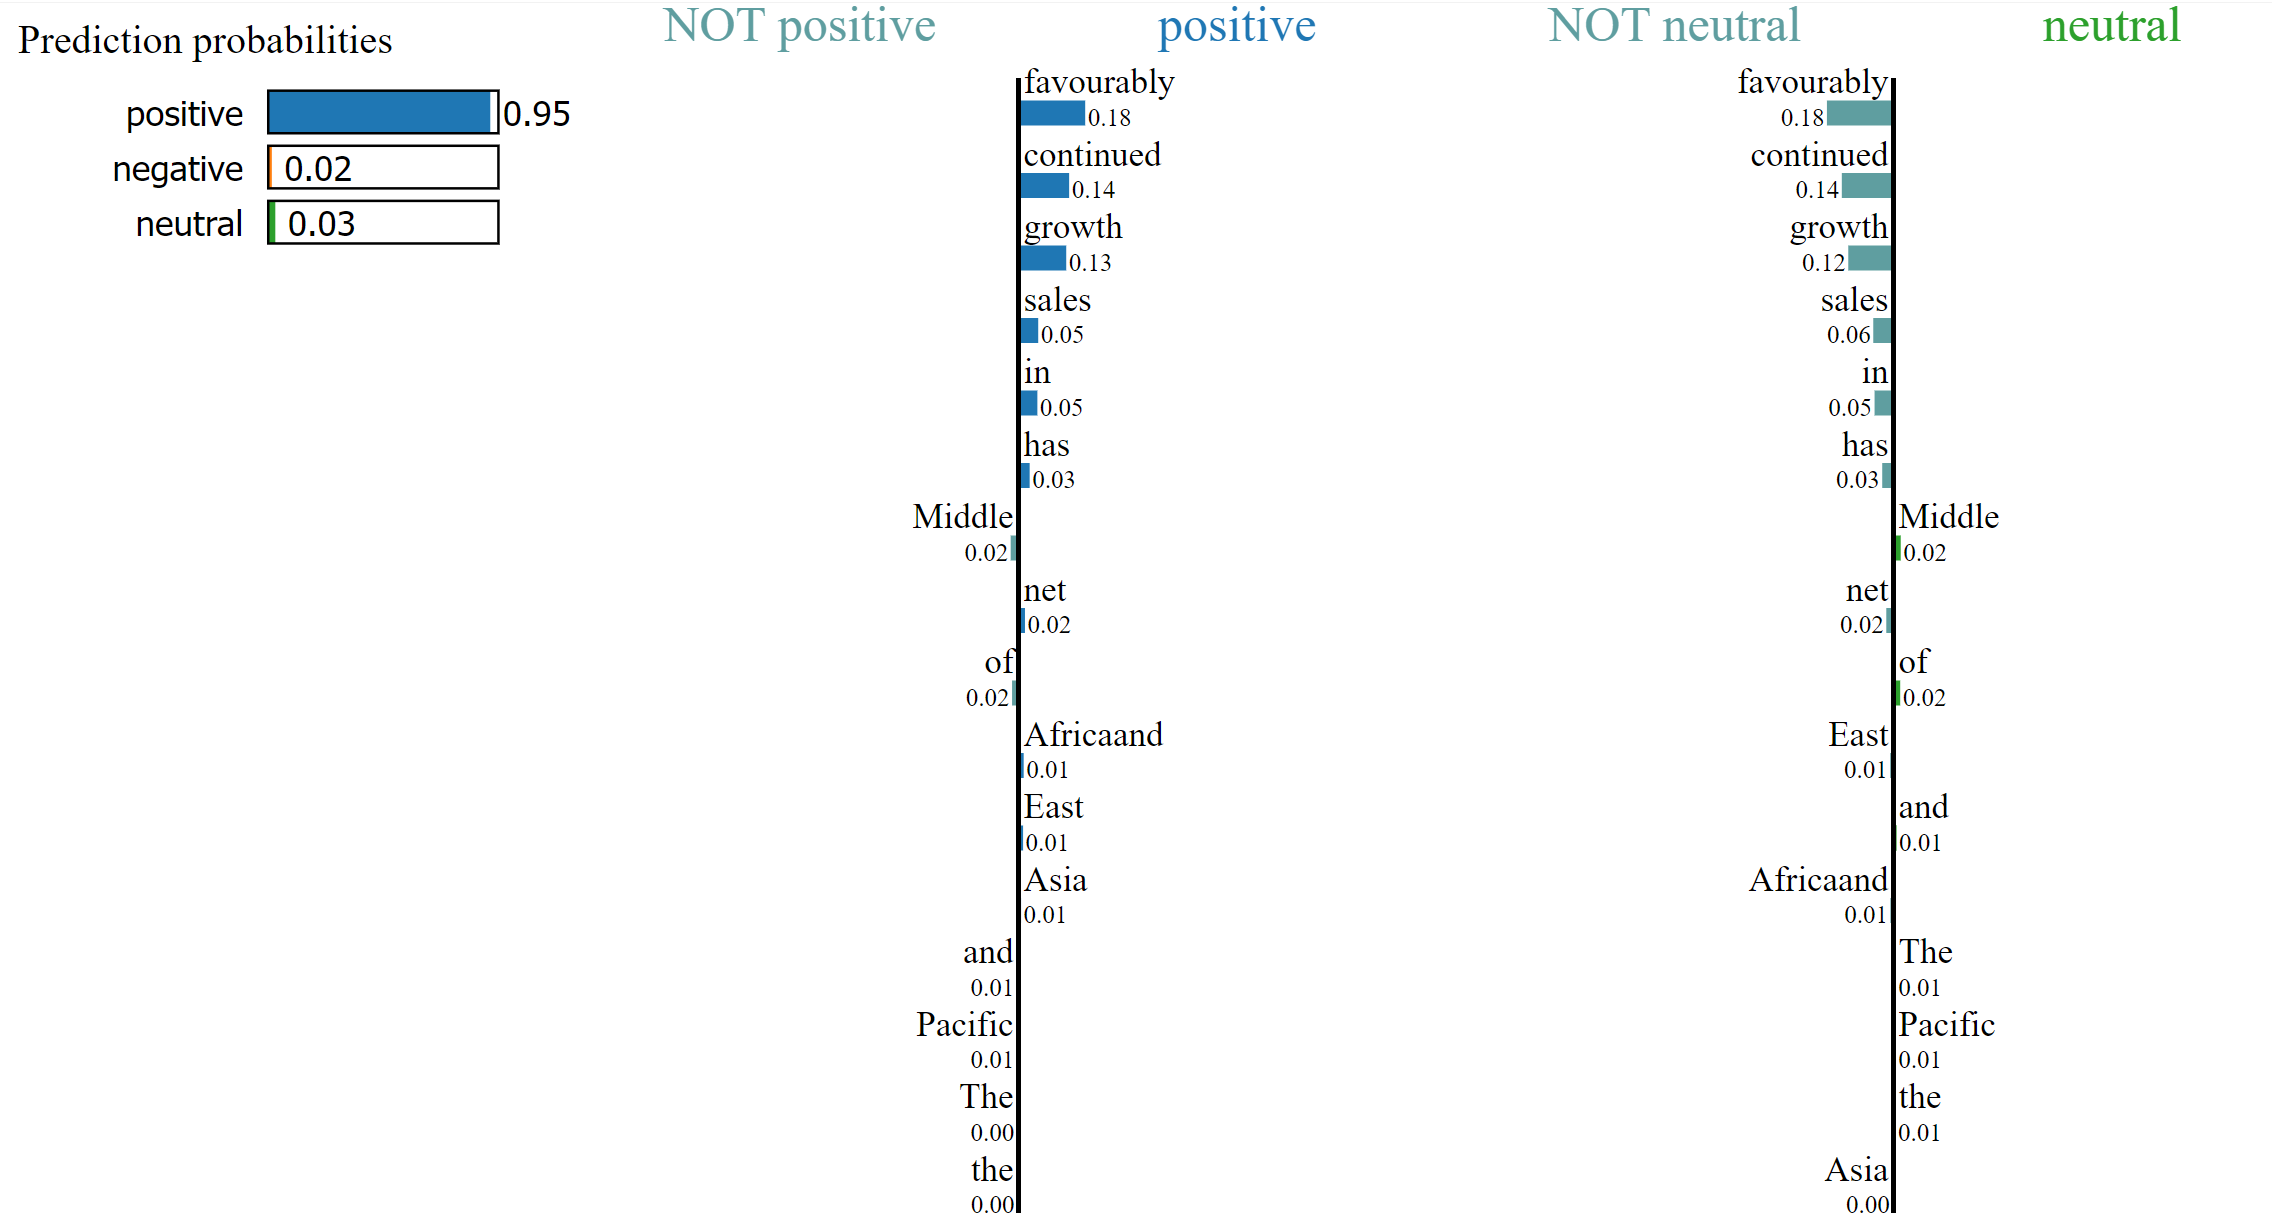 Prediction probabilities
positive 0.95
negative 0.02
neutral 0.03
NOT positive positive
favourably
0.18
continued
0.14
growth
0.13
sales
0.05
in
0.05
has
0.03
Middle
0.02
net
0.02
of
0.02
Africaand
0.01
East
0.01
Asia
0.01
and
0.01
Pacific
0.01
The
0.00
the
0.00
NOT neutral neutral
favourably
0.18
continued
0.14
growth
0.12
sales
0.06
in
0.05
has
0.03
Middle
0.02
net
0.02
of
0.02
East
0.01
and
0.01
Africaand
0.01
The
0.01
Pacific
0.01
the
0.01
Asia
0.00